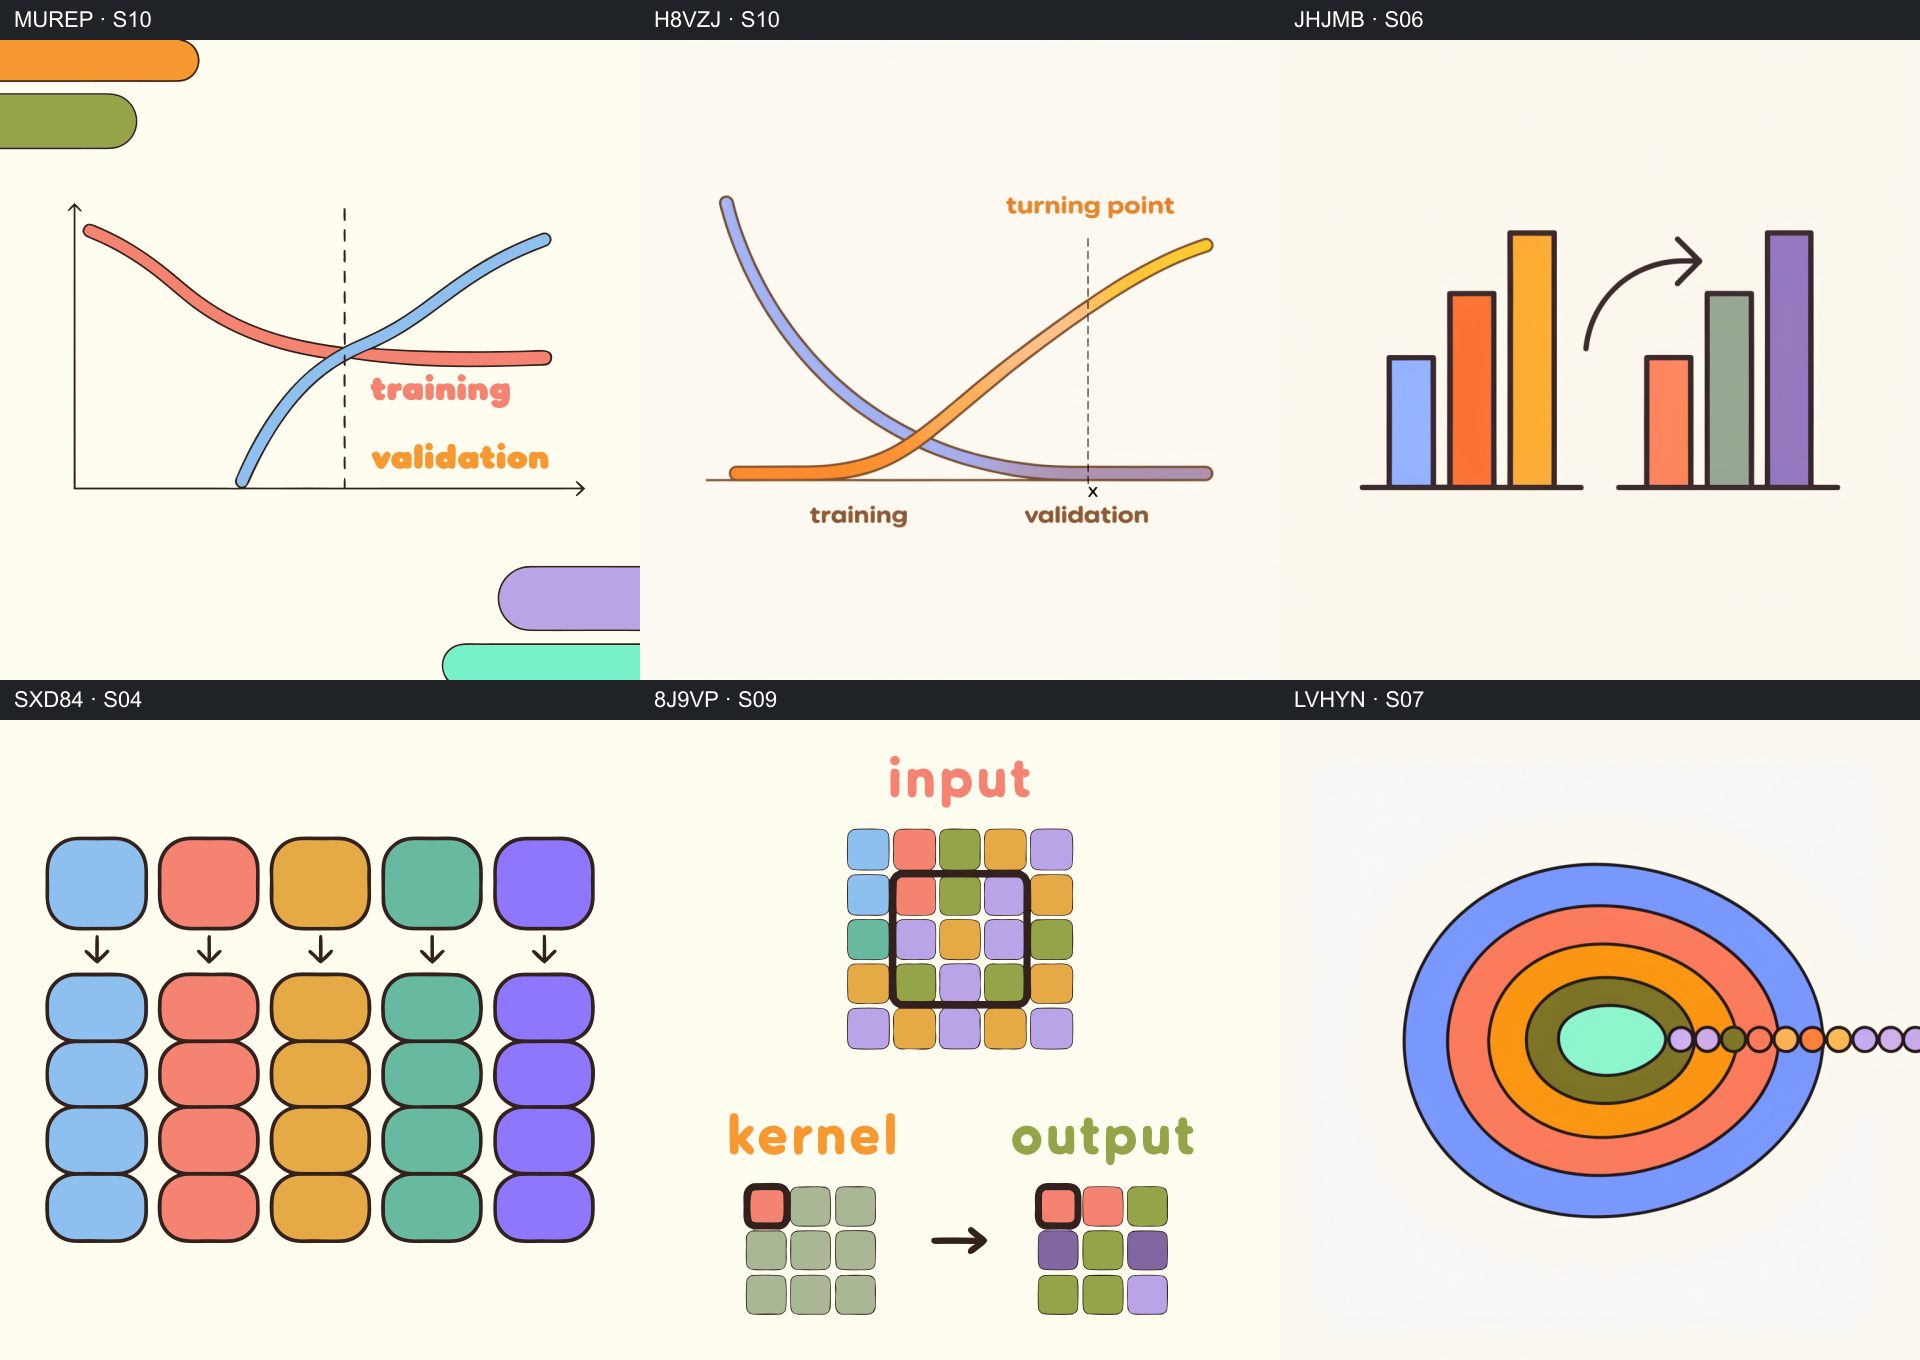 MUREP · S10
H8VZJ · S10
JHJMB · S06
training
validation
turning point
x
training
validation
SXD84 · S04
8J9VP · S09
LVHYN · S07
input
kernel
output